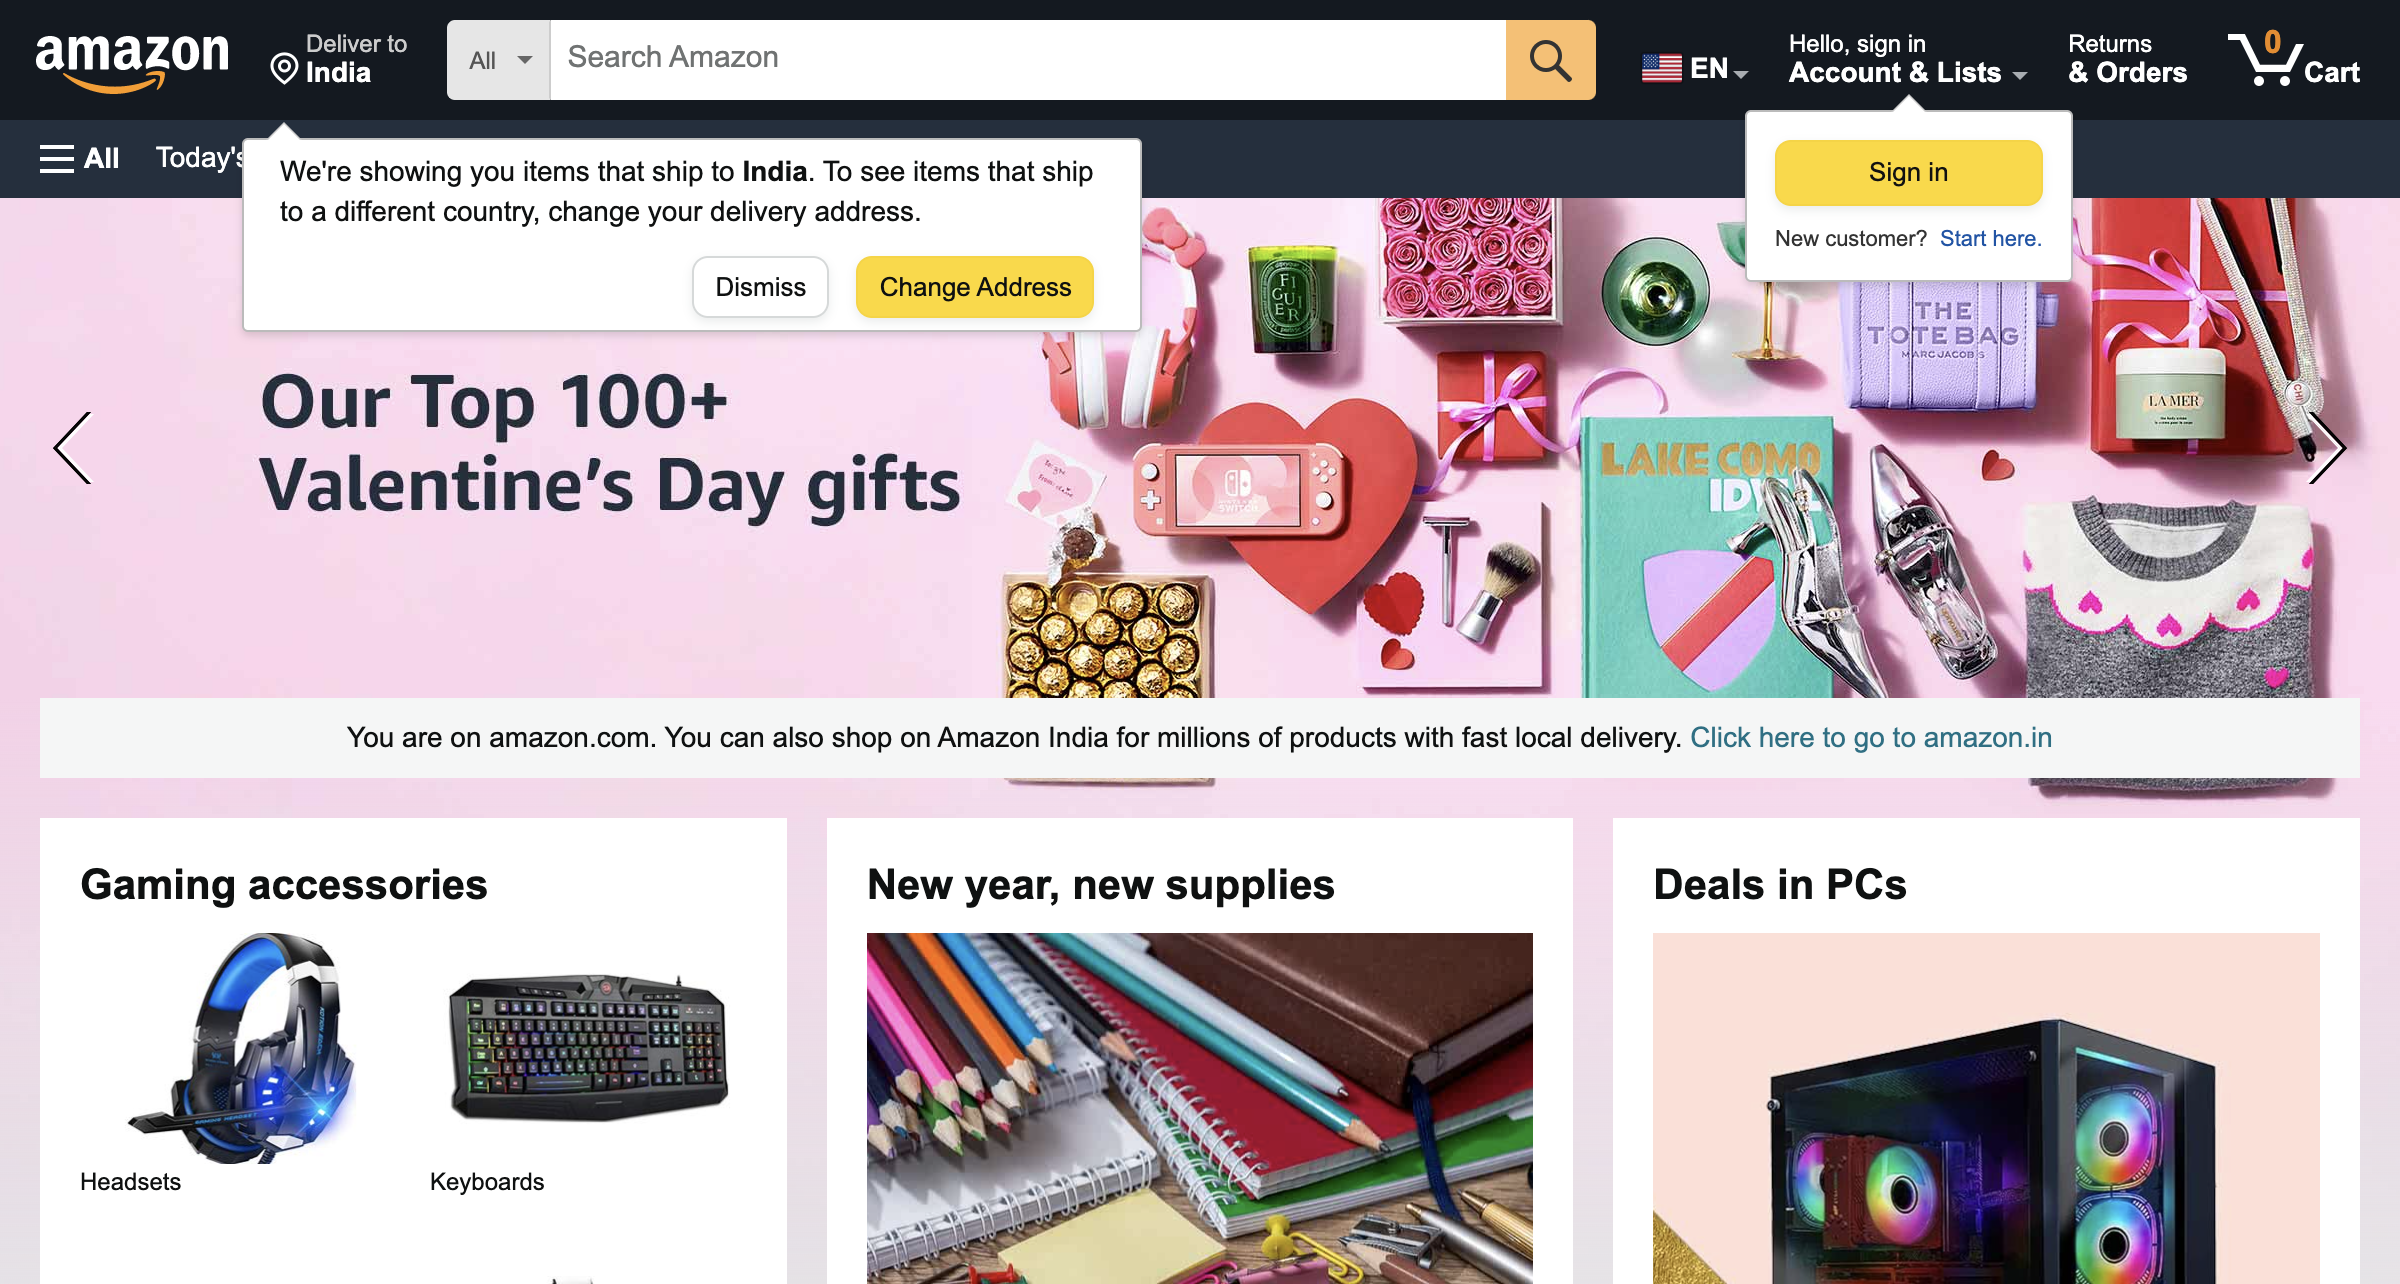 amazon
Deliver to
India
All
Search Amazon
EN
Hello, sign in
Account & Lists
Returns
& Orders
0
Cart
All
Today's
We're showing you items that ship to India. To see items that ship
to a different country, change your delivery address.
Dismiss
Change Address
Sign in
New customer? Start here.
Our Top 100+
Valentine's Day gifts
FIGUIER
THE
TOTE BAG
MARC JACOBS
LA MER
CHI
LAKE COMO
SWITCH
You are on amazon.com. You can also shop on Amazon India for millions of products with fast local delivery. Click here to go to amazon.in
Gaming accessories
New year, new supplies
Deals in PCs
Headsets
Keyboards